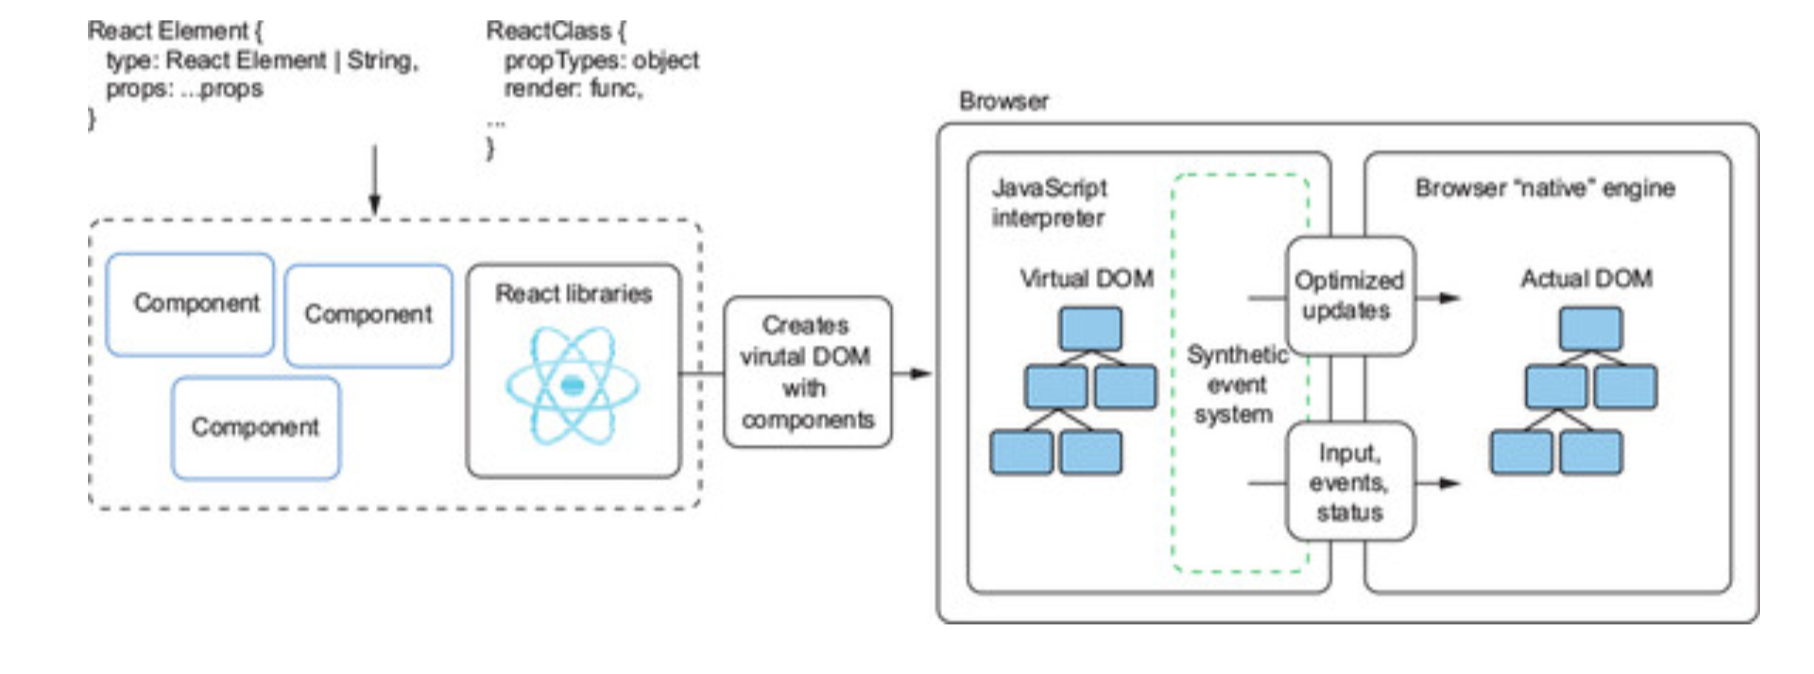 React Element {
type: React Element | String,
props: ...props
}
ReactClass {
propTypes: object
render: func,
...
}
Component
Component
Component
React libraries
Creates
virutal DOM
with
components
Browser
JavaScript
interpreter
Virtual DOM
Synthetic
event
system
Optimized
updates
Input,
events,
status
Browser “native” engine
Actual DOM